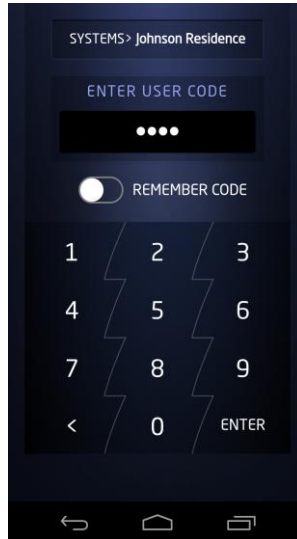 SYSTEMS> Johnson Residence
ENTER USER CODE
••••
REMEMBER CODE
1 2 3
4 5 6
7 8 9
< 0 ENTER